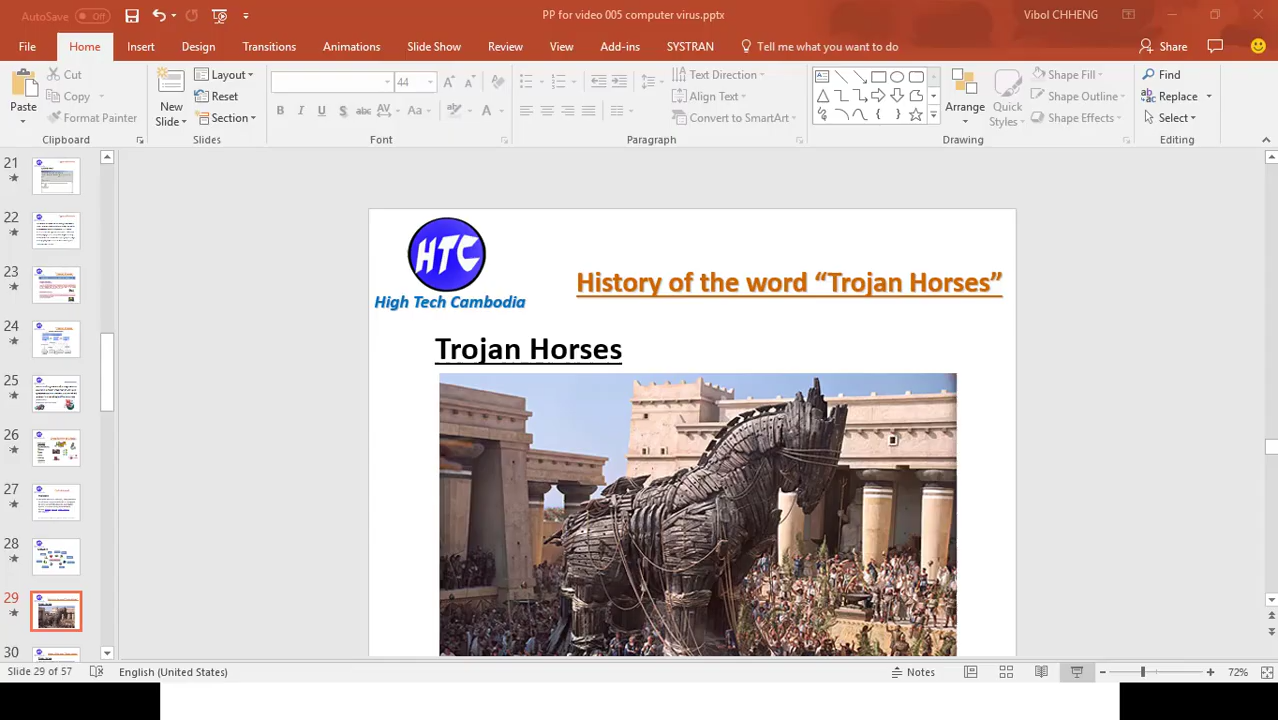 AutoSave Off
PP for video 005 computer virus.pptx
Vibol CHHENG
File Home Insert Design Transitions Animations Slide Show Review View Add-ins SYSTRAN Tell me what you want to do Share
Paste
Cut
Copy
Format Painter
Clipboard
New
Slide
Layout
Reset
Section
Slides
44
B I U S abc AV Aa A
Font
Text Direction
Align Text
Convert to SmartArt
Paragraph
Arrange
Quick
Styles
Shape Fill
Shape Outline
Shape Effects
Drawing
Find
Replace
Select
Editing
21
22
23
24
25
26
27
28
29
30
HTC
High Tech Cambodia
History of the word “Trojan Horses”
Trojan Horses
Slide 29 of 57
English (United States)
Notes
72%